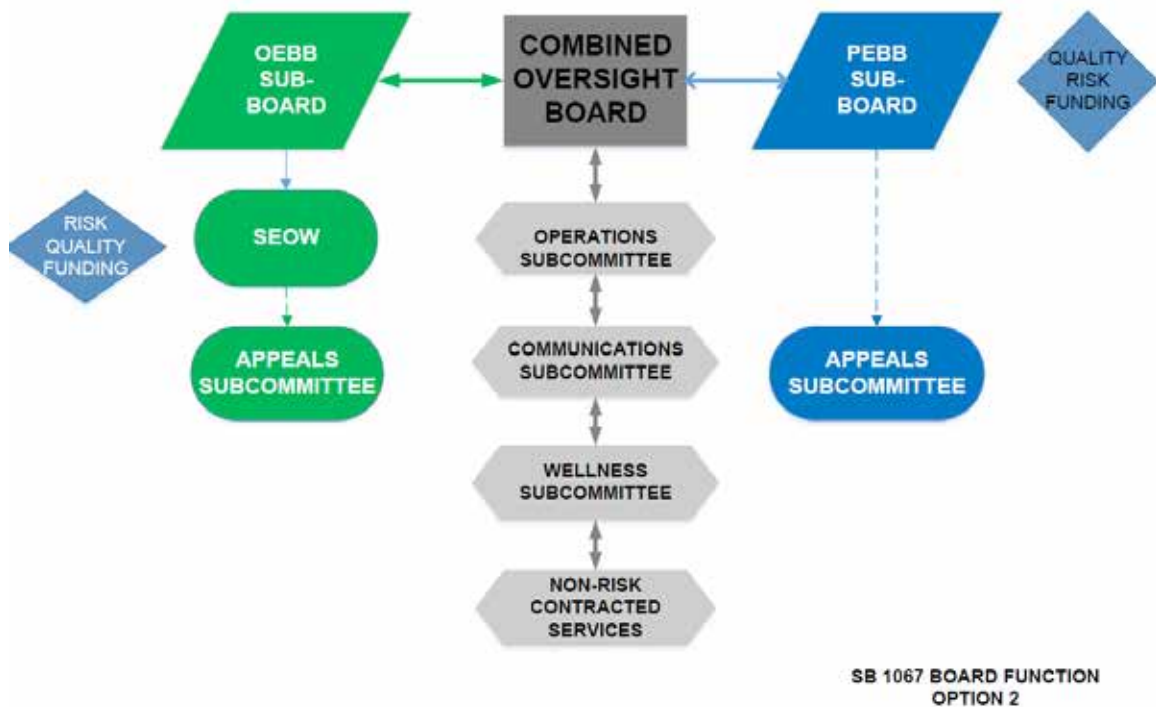 OEBB
SUB-
BOARD
COMBINED
OVERSIGHT
BOARD
PEBB
SUB-
BOARD
QUALITY
RISK
FUNDING
RISK
QUALITY
FUNDING
SEOW
OPERATIONS
SUBCOMMITTEE
APPEALS
SUBCOMMITTEE
COMMUNICATIONS
SUBCOMMITTEE
APPEALS
SUBCOMMITTEE
WELLNESS
SUBCOMMITTEE
NON-RISK
CONTRACTED
SERVICES
SB 1067 BOARD FUNCTION
OPTION 2